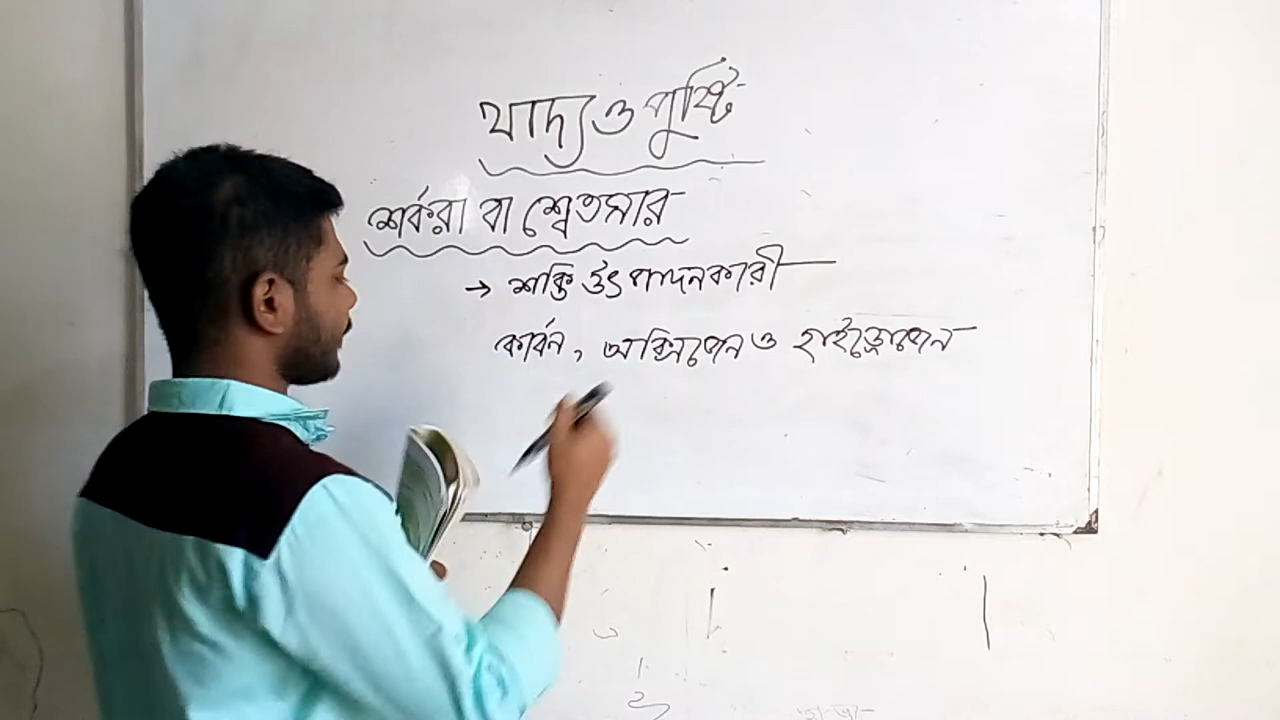 খাদ্য ও পুষ্টি
শর্করা বা শ্বেতসার
→ শক্তি উৎপাদনকারী
কার্বন, অক্সিজেন ও হাইড্রোজেন